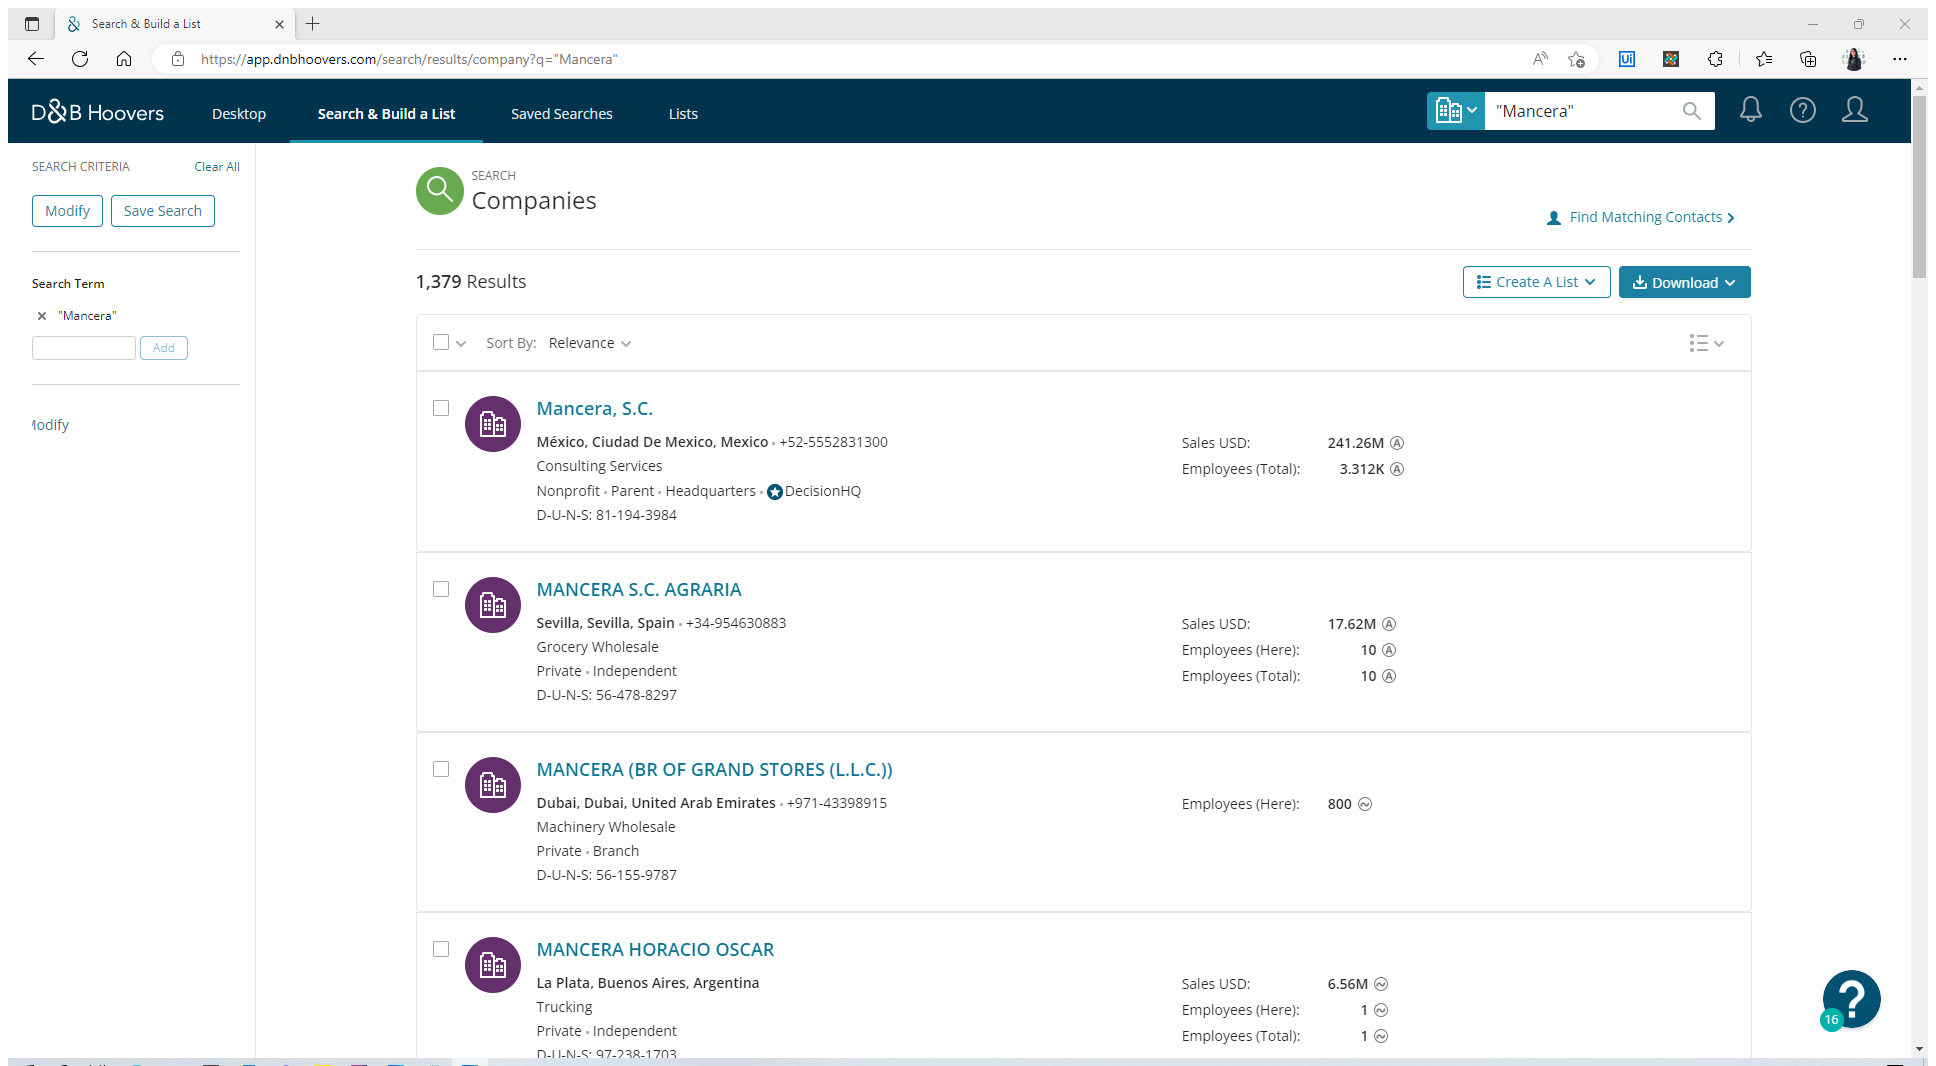 Search & Build a List
https://app.dnbhoovers.com/search/results/company?q="Mancera"
D&B Hoovers
Desktop
Search & Build a List
Saved Searches
Lists
"Mancera"
SEARCH CRITERIA
Clear All
Modify
Save Search
Search Term
"Mancera"
Add
Modify
SEARCH
Companies
Find Matching Contacts
1,379 Results
Create A List
Download
Sort By: Relevance
Mancera, S.C.
México, Ciudad De Mexico, Mexico • +52-5552831300
Consulting Services
Nonprofit • Parent • Headquarters • DecisionHQ
D-U-N-S: 81-194-3984
Sales USD: 241.26M A
Employees (Total): 3.312K A
MANCERA S.C. AGRARIA
Sevilla, Sevilla, Spain • +34-954630883
Grocery Wholesale
Private • Independent
D-U-N-S: 56-478-8297
Sales USD: 17.62M A
Employees (Here): 10 A
Employees (Total): 10 A
MANCERA (BR OF GRAND STORES (L.L.C.))
Dubai, Dubai, United Arab Emirates • +971-43398915
Machinery Wholesale
Private • Branch
D-U-N-S: 56-155-9787
Employees (Here): 800
MANCERA HORACIO OSCAR
La Plata, Buenos Aires, Argentina
Trucking
Private • Independent
D-U-N-S: 97-238-1703
Sales USD: 6.56M
Employees (Here): 1
Employees (Total): 1
?
16